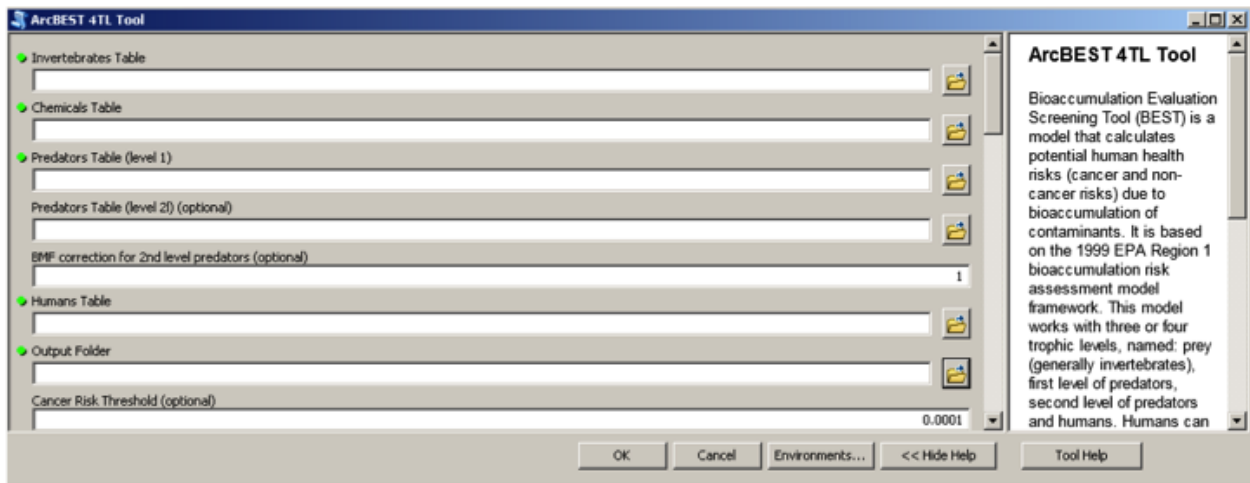 ArcBEST 4TL Tool
Invertebrates Table
Chemicals Table
Predators Table (level 1)
Predators Table (level 2l) (optional)
BMF correction for 2nd level predators (optional)
1
Humans Table
Output Folder
Cancer Risk Threshold (optional)
0.0001
ArcBEST 4TL Tool
Bioaccumulation Evaluation
Screening Tool (BEST) is a
model that calculates
potential human health
risks (cancer and non-
cancer risks) due to
bioaccumulation of
contaminants. It is based
on the 1999 EPA Region 1
bioaccumulation risk
assessment model
framework. This model
works with three or four
trophic levels, named: prey
(generally invertebrates),
first level of predators,
second level of predators
and humans. Humans can
OK
Cancel
Environments...
<< Hide Help
Tool Help